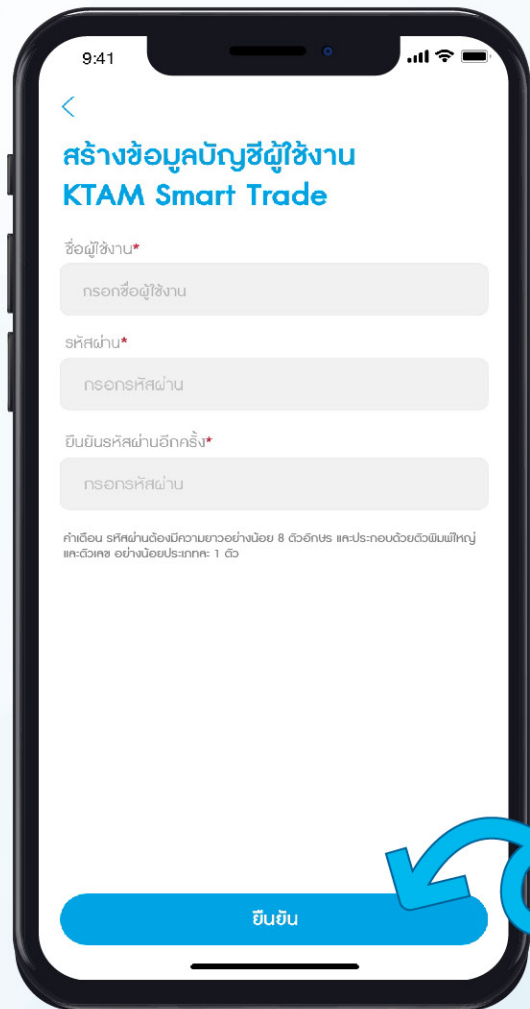 9:41
สร้างข้อมูลบัญชีผู้ใช้งาน
KTAM Smart Trade
ชื่อผู้ใช้งาน*
กรอกชื่อผู้ใช้งาน
รหัสผ่าน*
กรอกรหัสผ่าน
ยืนยันรหัสผ่านอีกครั้ง*
กรอกรหัสผ่าน
คำเตือน รหัสผ่านต้องมีความยาวอย่างน้อย 8 ตัวอักษร และประกอบด้วยตัวพิมพ์ใหญ่
และตัวเลข อย่างน้อยประเภทละ 1 ตัว
ยืนยัน